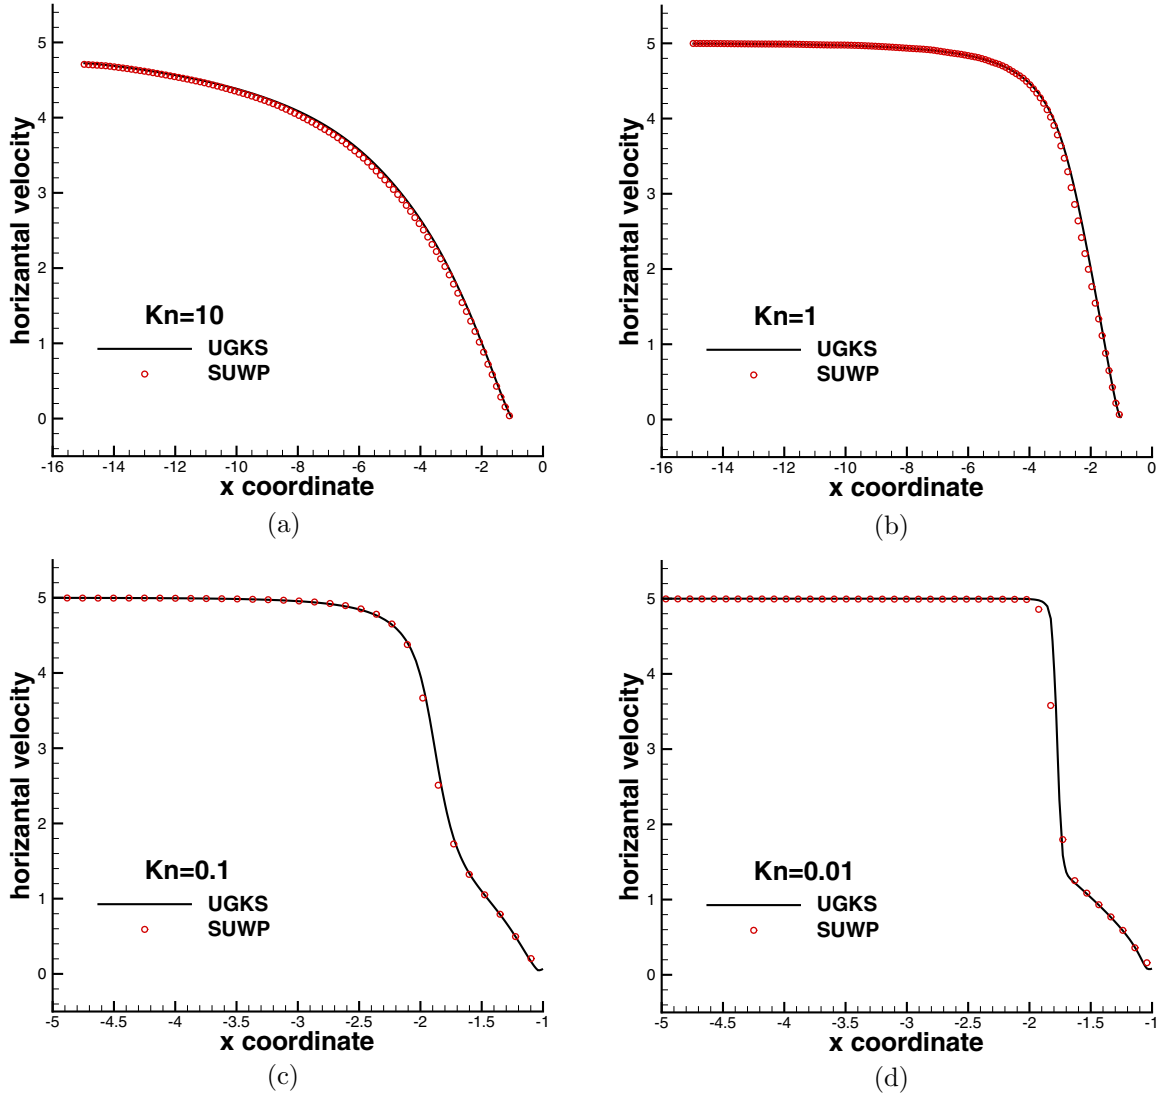 horizantal velocity
5
4
3
2
1
0
Kn=10
UGKS
SUWP
-16 -14 -12 -10 -8 -6 -4 -2 0
x coordinate
(a)
horizantal velocity
5
4
3
2
1
0
Kn=1
UGKS
SUWP
-16 -14 -12 -10 -8 -6 -4 -2 0
x coordinate
(b)
horizantal velocity
5
4
3
2
1
0
Kn=0.1
UGKS
SUWP
-5 -4.5 -4 -3.5 -3 -2.5 -2 -1.5 -1
x coordinate
(c)
horizantal velocity
5
4
3
2
1
0
Kn=0.01
UGKS
SUWP
-5 -4.5 -4 -3.5 -3 -2.5 -2 -1.5 -1
x coordinate
(d)